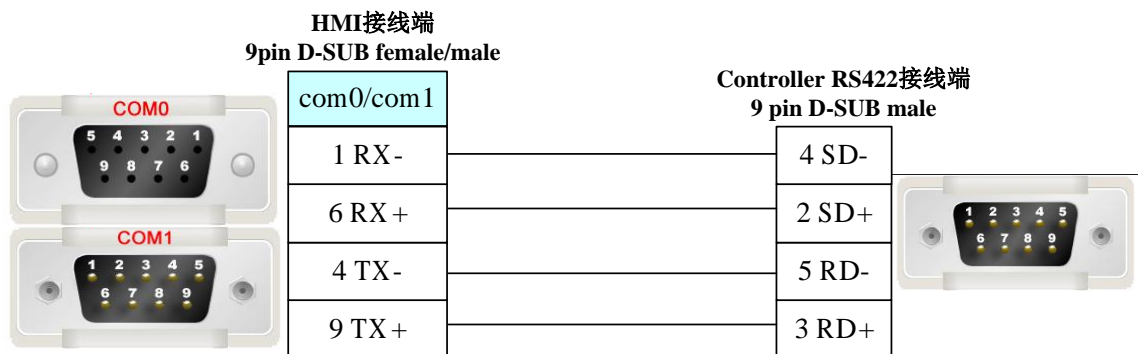 HMI接线端
9pin D-SUB female/male
Controller RS422接线端
9 pin D-SUB male
COM0
5 4 3 2 1
9 8 7 6
COM1
1 2 3 4 5
6 7 8 9
com0/com1
1 RX-
6 RX+
4 TX-
9 TX+
4 SD-
2 SD+
5 RD-
3 RD+
1 2 3 4 5
6 7 8 9